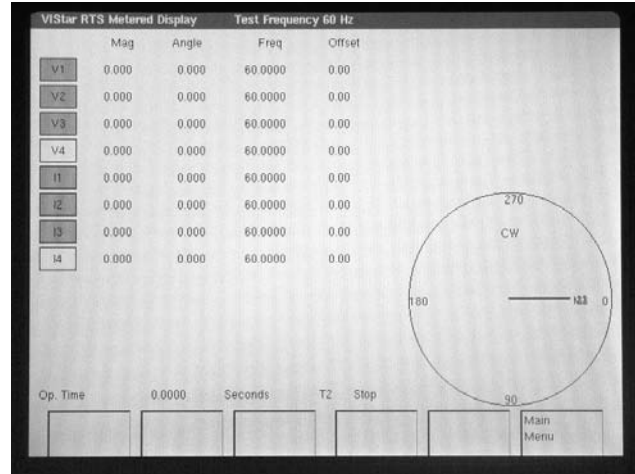 VIStar RTS Metered Display Test Frequency 60 Hz
Mag Angle Freq Offset
V1 0.000 0.000 60.0000 0.00
V2 0.000 0.000 60.0000 0.00
V3 0.000 0.000 60.0000 0.00
V4 0.000 0.000 60.0000 0.00
I1 0.000 0.000 60.0000 0.00
I2 0.000 0.000 60.0000 0.00
I3 0.000 0.000 60.0000 0.00
I4 0.000 0.000 60.0000 0.00
270
CW
180 0
90
Op. Time 0.0000 Seconds T2 Stop
Main
Menu